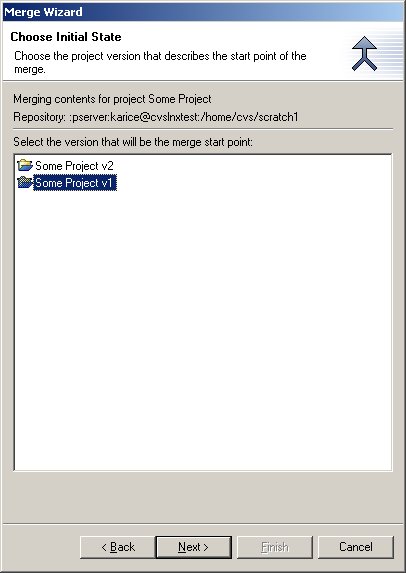 Merge Wizard
Choose Initial State
Choose the project version that describes the start point of the
merge.
Merging contents for project Some Project
Repository: :pserver:karice@cvslnxtest:/home/cvs/scratch1
Select the version that will be the merge start point:
Some Project v2
Some Project v1
< Back
Next >
Finish
Cancel